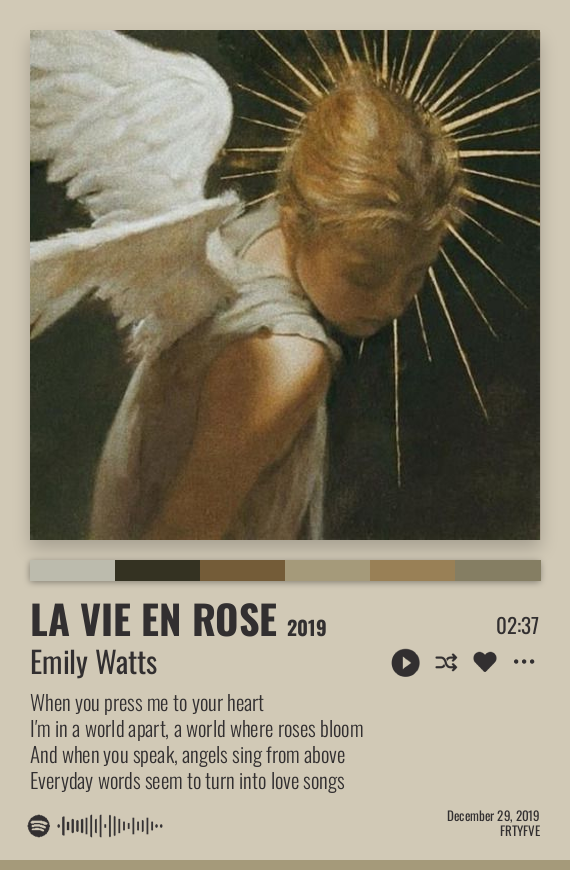 LA VIE EN ROSE 2019
02:37
Emily Watts
When you press me to your heart
I'm in a world apart, a world where roses bloom
And when you speak, angels sing from above
Everyday words seem to turn into love songs
December 29, 2019
FRTYFVE